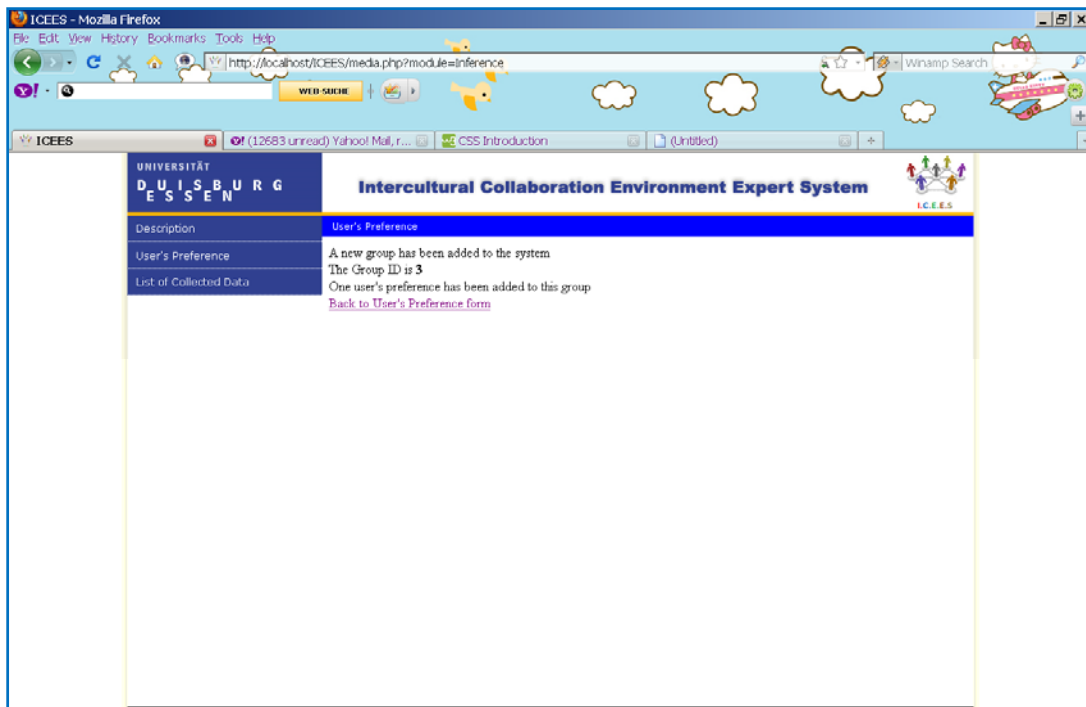 ICEES - Mozilla Firefox
File Edit View History Bookmarks Tools Help
http://localhost/ICEES/media.php?module=Inference
Winamp Search
WEB-SUCHE
ICEES
(12683 unread) Yahoo! Mail, r...
CSS Introduction
(Untitled)
UNIVERSITÄT
DUISBURG
ESSEN
Intercultural Collaboration Environment Expert System
I.C.E.E.S
Description
User's Preference
List of Collected Data
User's Preference
A new group has been added to the system
The Group ID is 3
One user's preference has been added to this group
Back to User's Preference form